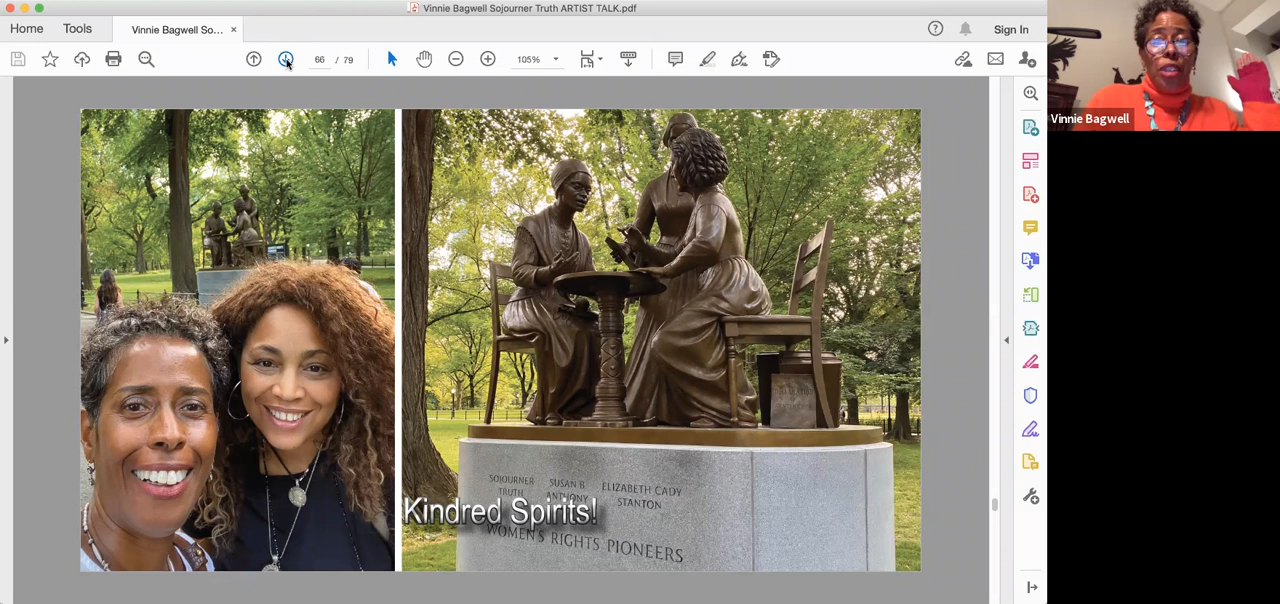 Vinnie Bagwell Sojourner Truth ARTIST TALK.pdf
Home
Tools
Vinnie Bagwell So...
×
Sign In
66 / 79
105%
Vinnie Bagwell
SOJOURNER TRUTH
SUSAN B. ANTHONY
ELIZABETH CADY STANTON
Kindred Spirits!
WOMEN'S RIGHTS PIONEERS